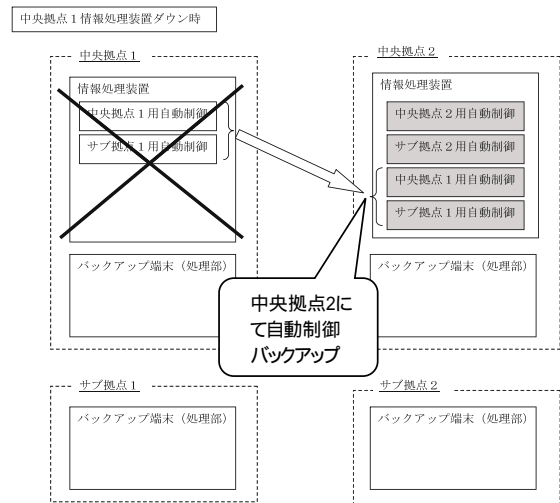 中央拠点1情報処理装置ダウン時
中央拠点1
情報処理装置
中央拠点1用自動制御
サブ拠点1用自動制御
バックアップ端末（処理部）
中央拠点2
情報処理装置
中央拠点2用自動制御
サブ拠点2用自動制御
中央拠点1用自動制御
サブ拠点1用自動制御
バックアップ端末（処理部）
中央拠点2に
て自動制御
バックアップ
サブ拠点1
バックアップ端末（処理部）
サブ拠点2
バックアップ端末（処理部）